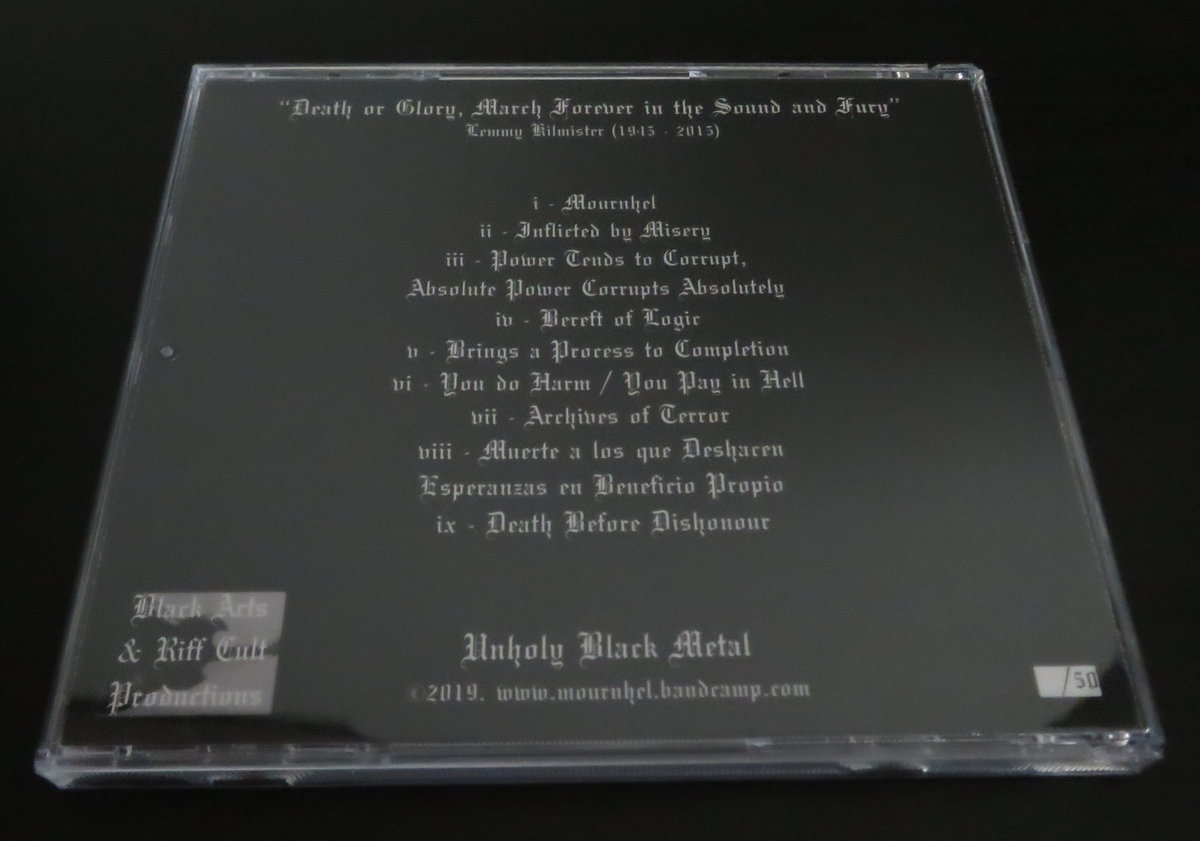 “Death or Glory, March Forever in the Sound and Fury”
Lemmy Kilmister (1945 - 2015)
i - Mournhel
ii - Inflicted by Misery
iii - Power Tends to Corrupt,
Absolute Power Corrupts Absolutely
iv - Bereft of Logic
v - Brings a Process to Completion
vi - You do Harm / You Pay in Hell
vii - Archives of Terror
viii - Muerte a los que Deshacen
Esperanzas en Beneficio Propio
ix - Death Before Dishonour
Black Arts
& Riff Cult
Productions
Unholy Black Metal
©2019. www.mournhel.bandcamp.com
/50